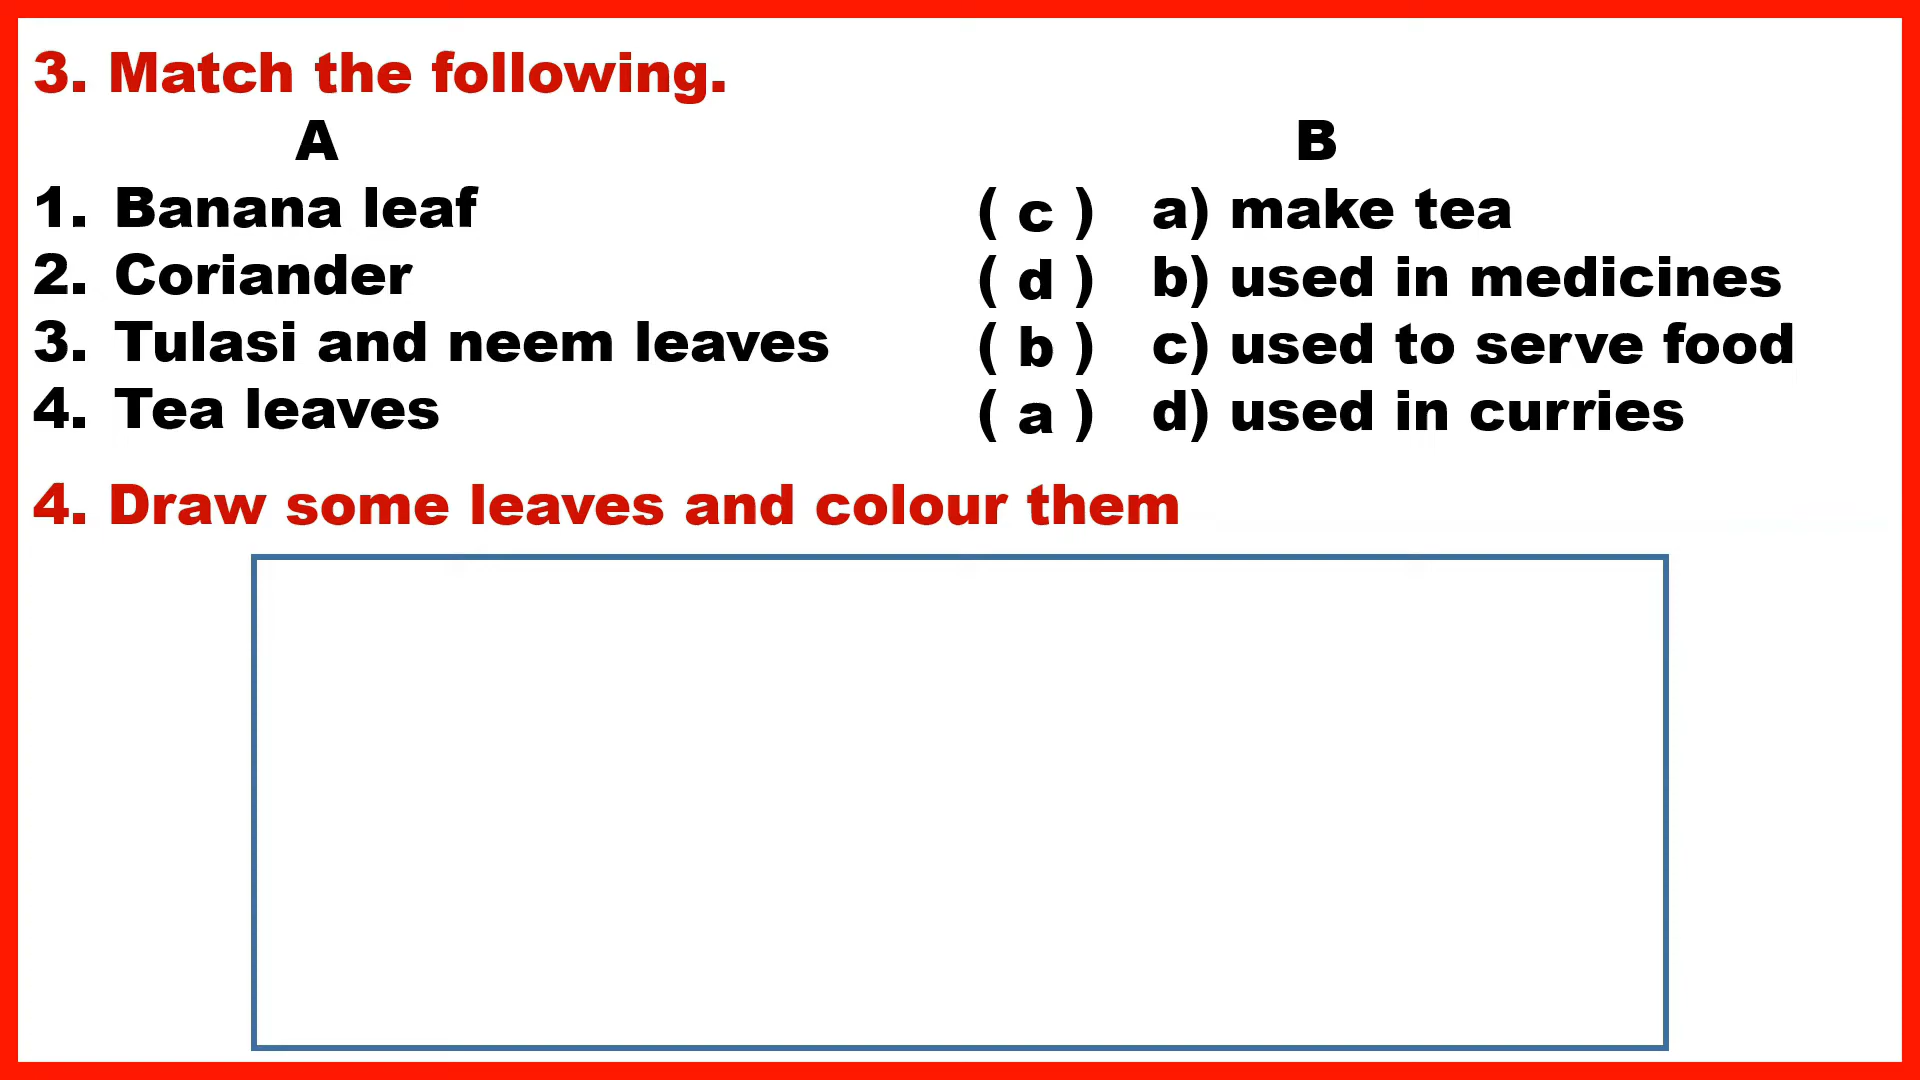 3. Match the following.
A B
1. Banana leaf ( c ) a) make tea
2. Coriander ( d ) b) used in medicines
3. Tulasi and neem leaves ( b ) c) used to serve food
4. Tea leaves ( a ) d) used in curries
4. Draw some leaves and colour them